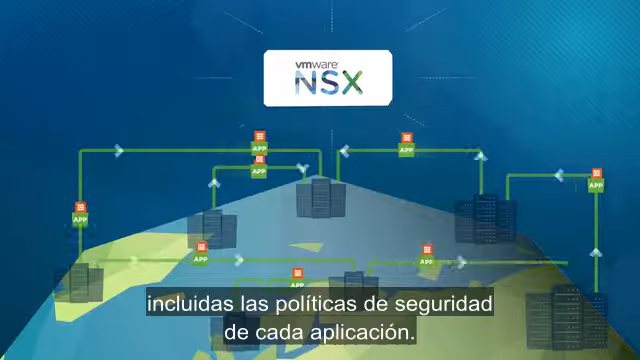 vmware
NSX
APP
APP
APP
APP
APP
APP
APP
APP
incluidas las políticas de seguridad
de cada aplicación.